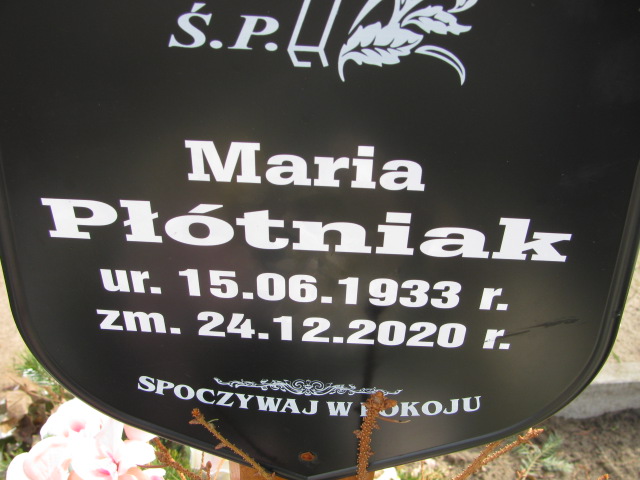 Ś.P.
Maria
Płótniak
ur. 15.06.1933 r.
zm. 24.12.2020 r.
SPOCZYWAJ W POKOJU